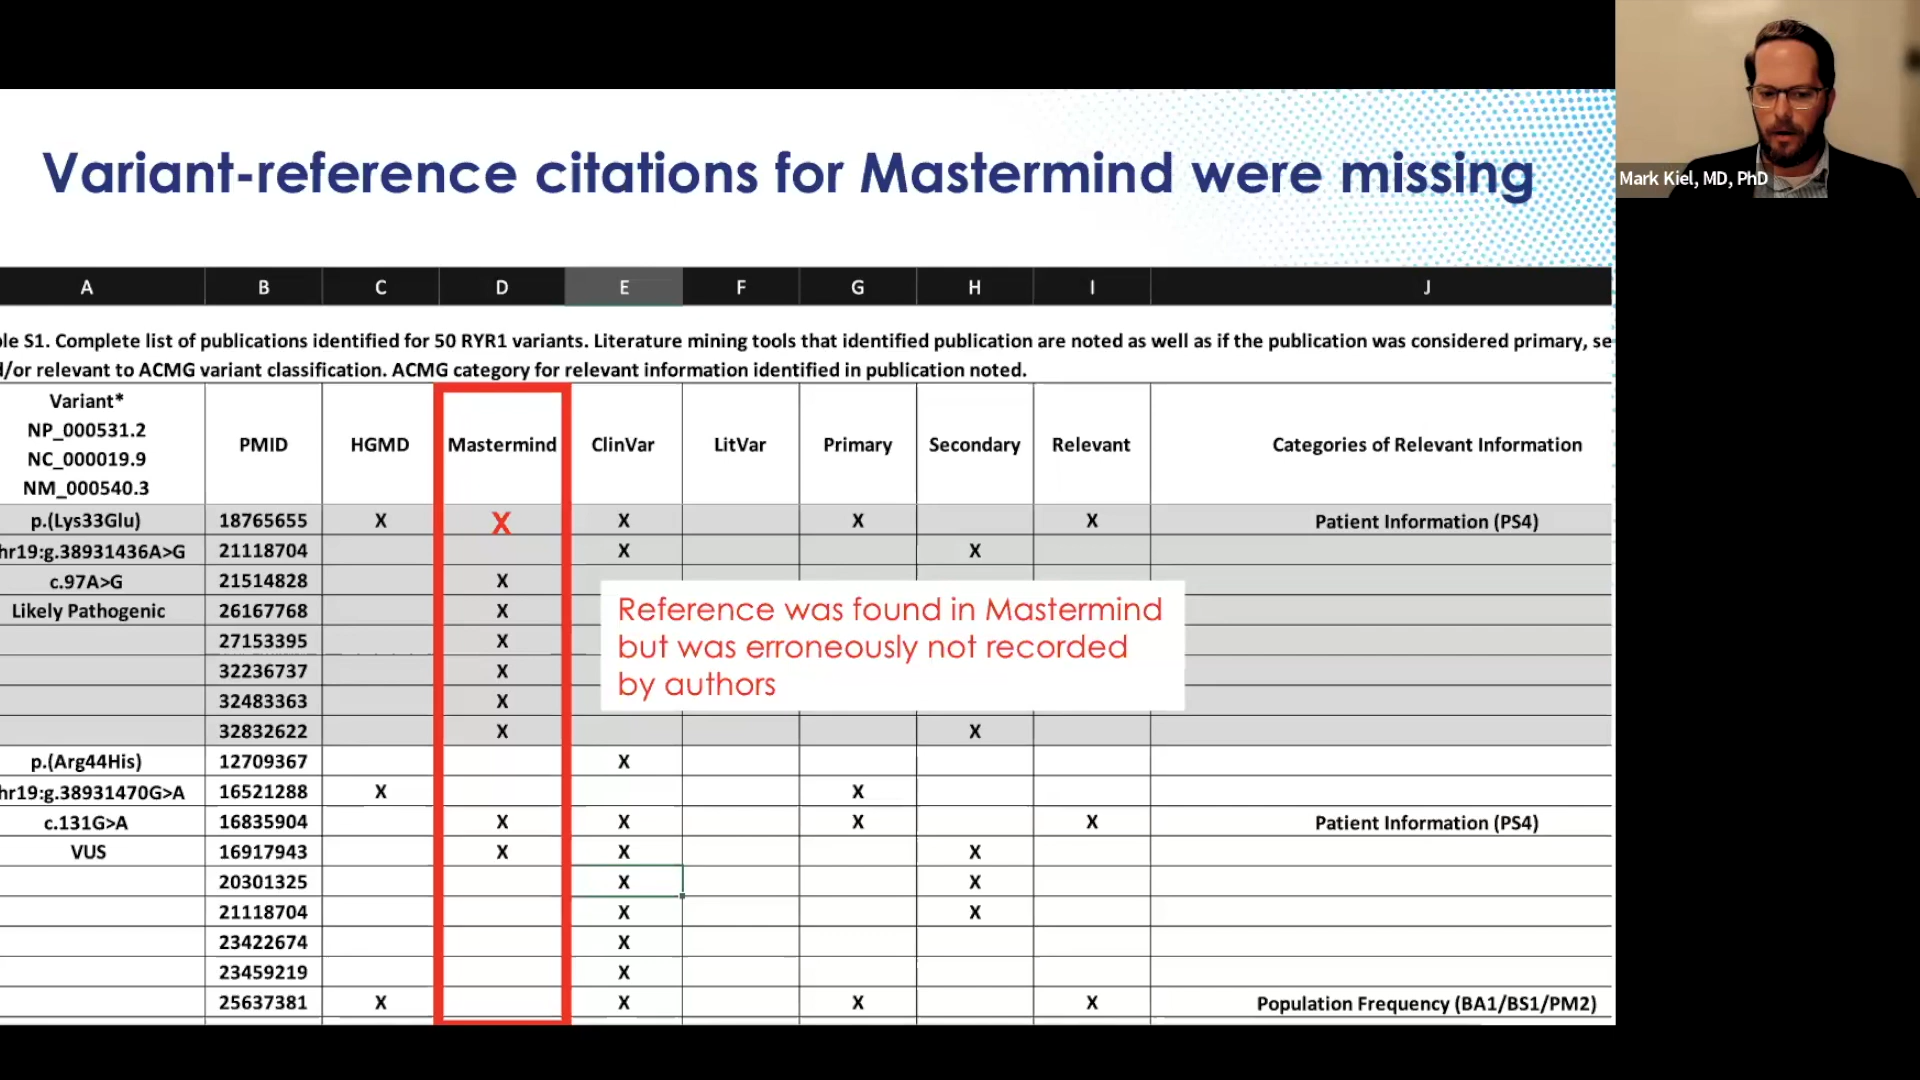 Variant-reference citations for Mastermind were missing
Mark Kiel, MD, PhD
A B C D E F G H I J
le S1. Complete list of publications identified for 50 RYR1 variants. Literature mining tools that identified publication are noted as well as if the publication was considered primary, se
/or relevant to ACMG variant classification. ACMG category for relevant information identified in publication noted.
Variant*
NP_000531.2
NC_000019.9
NM_000540.3
PMID HGMD Mastermind ClinVar LitVar Primary Secondary Relevant Categories of Relevant Information
p.(Lys33Glu) 18765655 X X X X X Patient Information (PS4)
hr19:g.38931436A>G 21118704 X X
c.97A>G 21514828 X
Likely Pathogenic 26167768 X
27153395 X
32236737 X
32483363 X
32832622 X X
Reference was found in Mastermind
but was erroneously not recorded
by authors
p.(Arg44His) 12709367 X
hr19:g.38931470G>A 16521288 X X
c.131G>A 16835904 X X X X Patient Information (PS4)
VUS 16917943 X X X
20301325 X X
21118704 X X
23422674 X
23459219 X
25637381 X X X X Population Frequency (BA1/BS1/PM2)